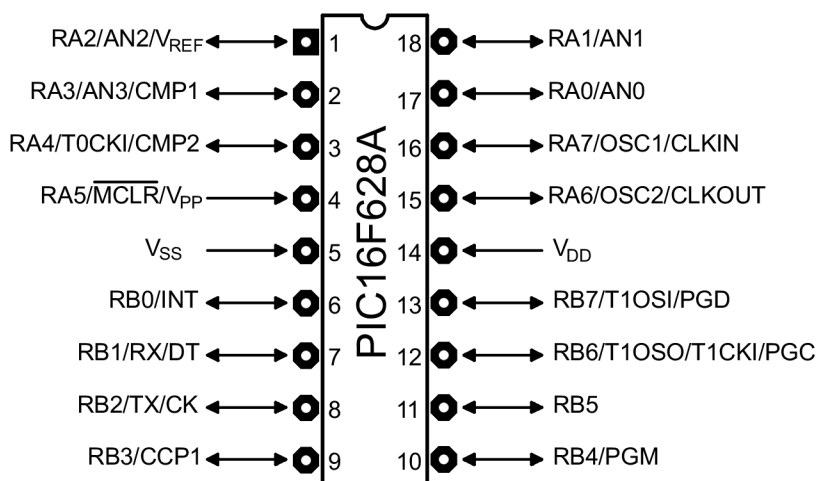 RA2/AN2/VREF 1 18 RA1/AN1
RA3/AN3/CMP1 2 17 RA0/AN0
RA4/T0CKI/CMP2 3 16 RA7/OSC1/CLKIN
RA5/MCLR/VPP 4 15 RA6/OSC2/CLKOUT
VSS 5 14 VDD
RB0/INT 6 13 RB7/T1OSI/PGD
RB1/RX/DT 7 12 RB6/T1OSO/T1CKI/PGC
RB2/TX/CK 8 11 RB5
RB3/CCP1 9 10 RB4/PGM
PIC16F628A